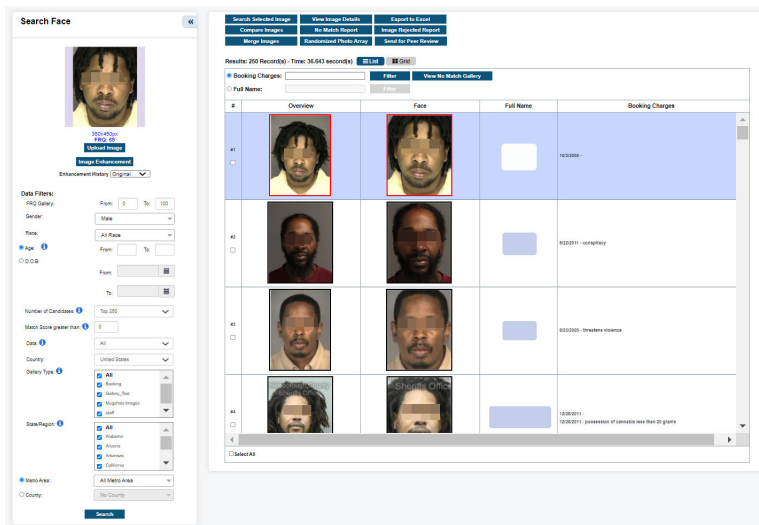 Search Face
«
360x450px
FRQ: 65
Upload Image
Image Enhancement
Enhancement History Original
Data Filters:
FRQ Gallery: From: 0 To: 100
Gender: Male
Race: All Race
Age: From: To:
D.O.B
From:
To:
Number of Candidates: Top 250
Match Score greater than: 0
Data: All
Country: United States
Gallery Type: All
Booking
Gallery_Test
Mugshots Images
staff
State/Region: All
Alabama
Arizona
Arkansas
California
Metro Area: All Metro Area
County: No County
Search
Search Selected Image View Image Details Export to Excel
Compare Images No Match Report Image Rejected Report
Merge Images Randomized Photo Array Send for Peer Review
Results: 250 Record(s) - Time: 36.643 second(s) List Grid
Booking Charges: Filter View No Match Gallery
Full Name: Filter
# Overview Face Full Name Booking Charges
#1
10/3/2008 -
#2
9/22/2011 - conspiracy
#3
8/23/2005 - threatens violence
Sheriffs Office
#4
12/28/2011 -
12/28/2011 - possession of cannabis less than 20 grams
Select All